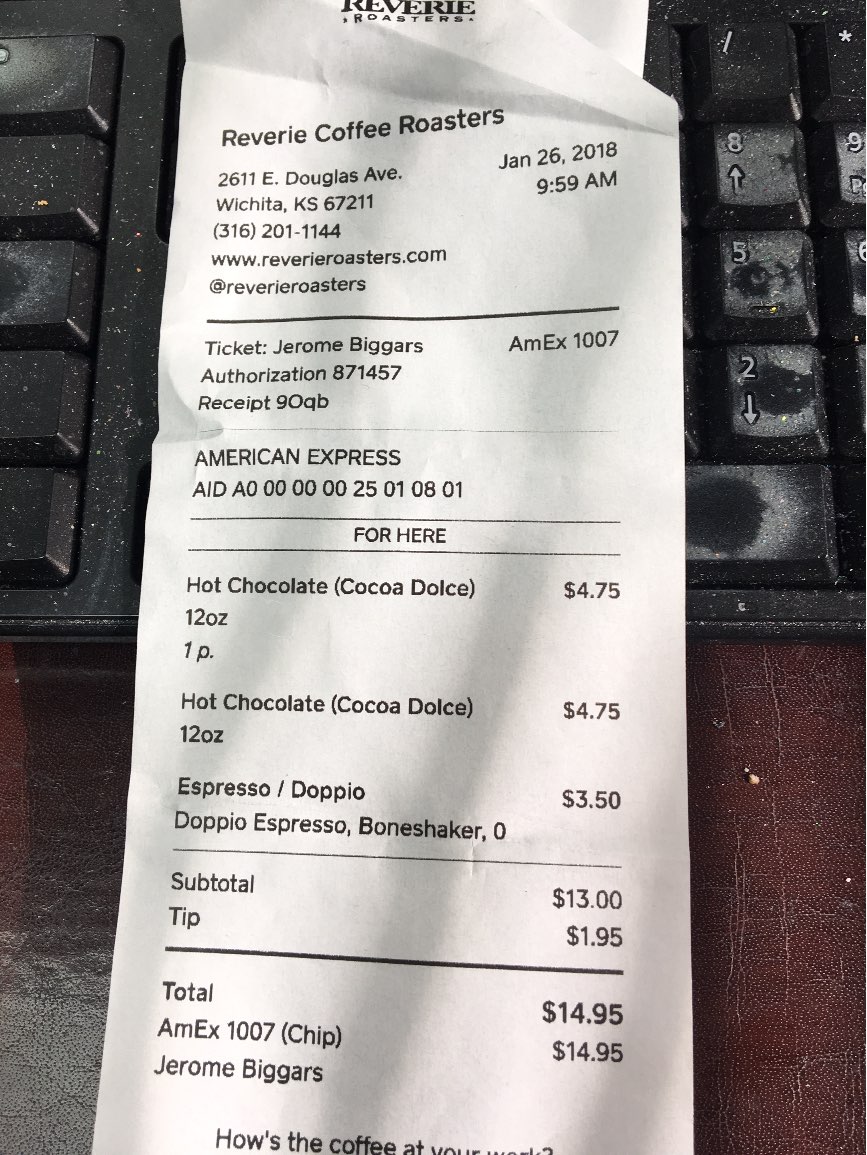 REVERIE
ROASTERS
Reverie Coffee Roasters
2611 E. Douglas Ave.
Jan 26, 2018
Wichita, KS 67211
9:59 AM
(316) 201-1144
www.reverieroasters.com
@reverieroasters
Ticket: Jerome Biggars
AmEx 1007
Authorization 871457
Receipt 9Oqb
AMERICAN EXPRESS
AID A0 00 00 00 25 01 08 01
FOR HERE
Hot Chocolate (Cocoa Dolce) $4.75
12oz
1 p.
Hot Chocolate (Cocoa Dolce) $4.75
12oz
Espresso / Doppio $3.50
Doppio Espresso, Boneshaker, 0
Subtotal $13.00
Tip $1.95
Total $14.95
AmEx 1007 (Chip) $14.95
Jerome Biggars
How's the coffee at your work?
/
*
8
9
5
6
2